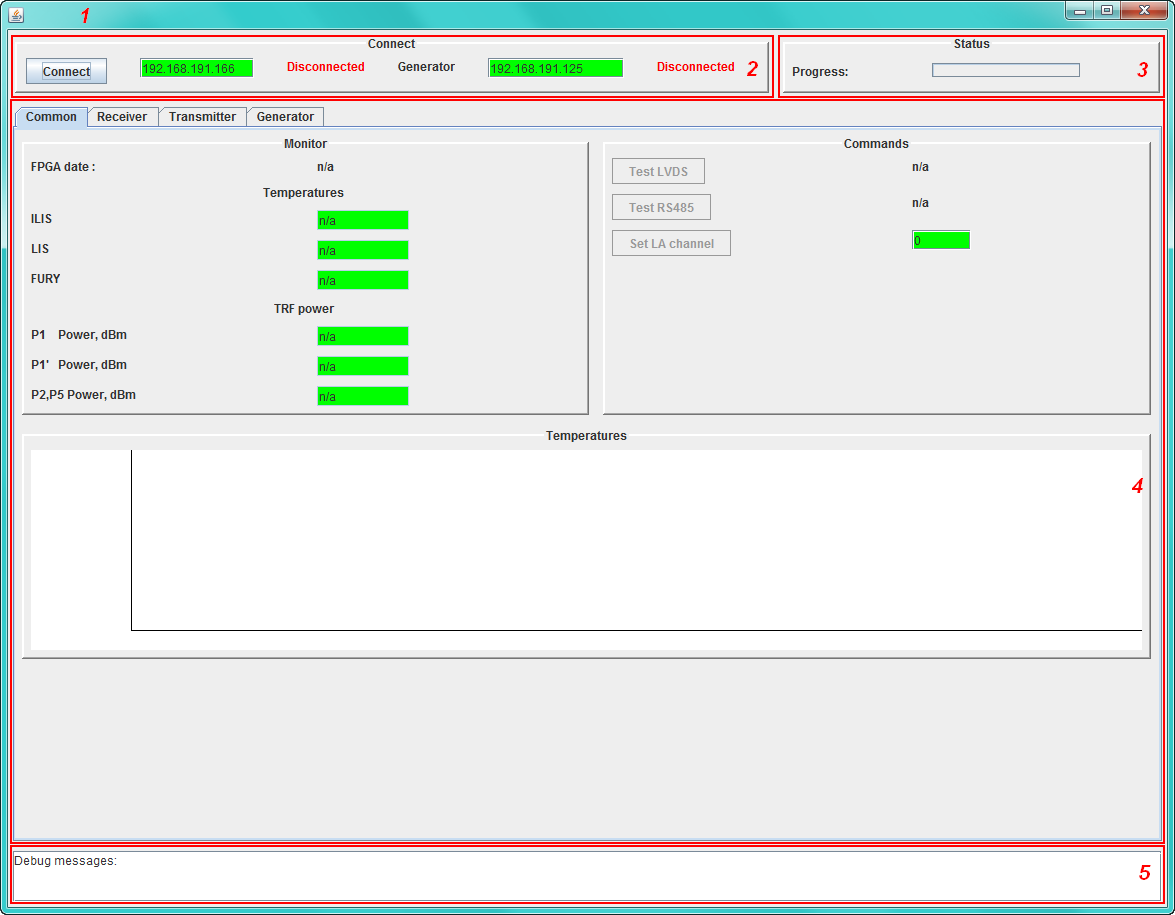 1
Connect
Status
Connect 192.168.191.166 Disconnected Generator 192.168.191.125 Disconnected 2
Progress: 3
Common Receiver Transmitter Generator
Monitor
FPGA date : n/a
Temperatures
ILIS n/a
LIS n/a
FURY n/a
TRF power
P1 Power, dBm n/a
P1' Power, dBm n/a
P2,P5 Power, dBm n/a
Commands
Test LVDS n/a
Test RS485 n/a
Set LA channel 0
Temperatures
4
Debug messages:
5